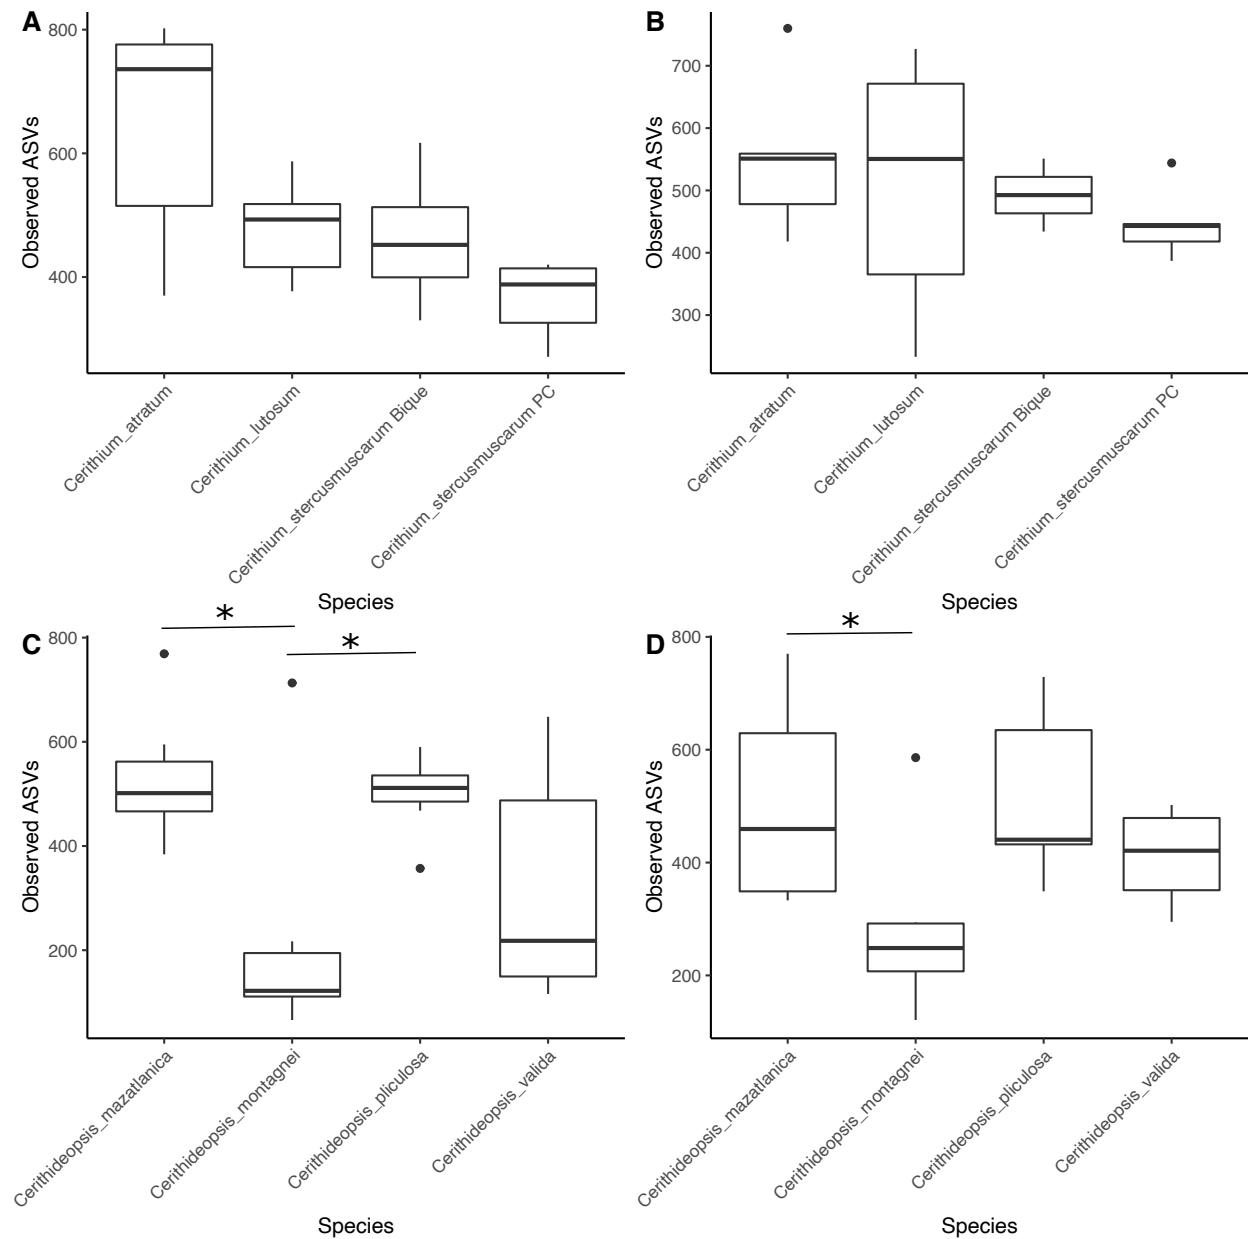 A
800
600
400
Observed ASVs
Cerithium_atratum
Cerithium_lutosum
Cerithium_stercusmuscarum Bique
Cerithium_stercusmuscarum PC
Species
B
700
600
500
400
300
Observed ASVs
Cerithium_atratum
Cerithium_lutosum
Cerithium_stercusmuscarum Bique
Cerithium_stercusmuscarum PC
Species
C
*
*
800
600
400
200
Observed ASVs
Cerithideopsis_mazatlanica
Cerithideopsis_montagnei
Cerithideopsis_pliculosa
Cerithideopsis_valida
Species
D
*
800
600
400
200
Observed ASVs
Cerithideopsis_mazatlanica
Cerithideopsis_montagnei
Cerithideopsis_pliculosa
Cerithideopsis_valida
Species